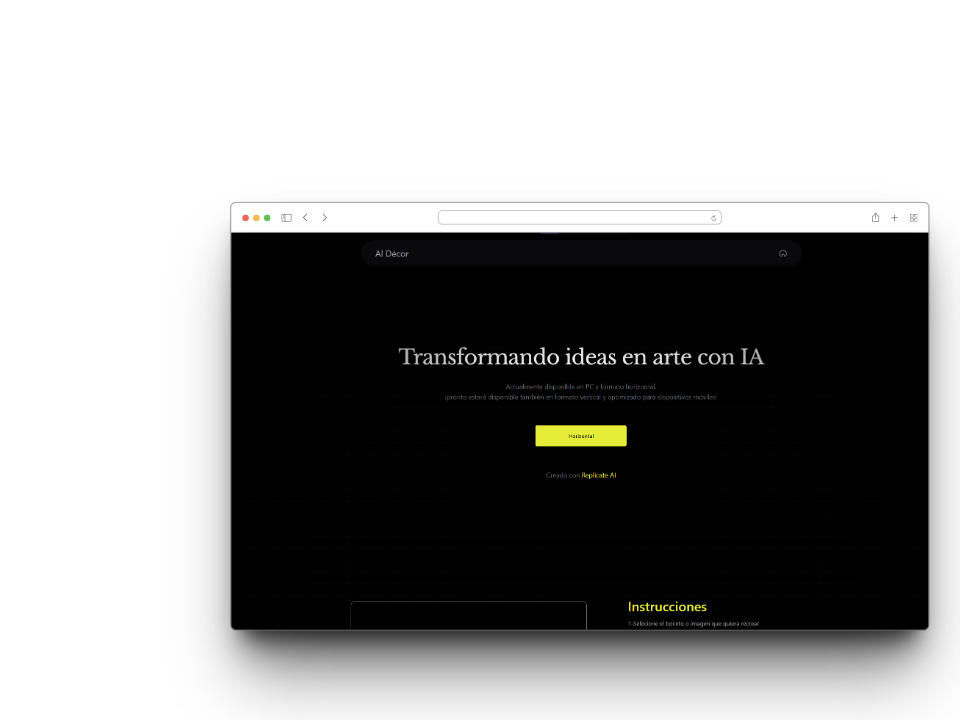 AI Décor
Transformando ideas en arte con IA
Actualmente disponible en PC y formato horizontal.
¡pronto estará disponible también en formato vertical y optimizado para dispositivos móviles!
Horizontal
Creado con Replicate AI
Instrucciones
1-Selecione el boceto o imagen que quiera recrear